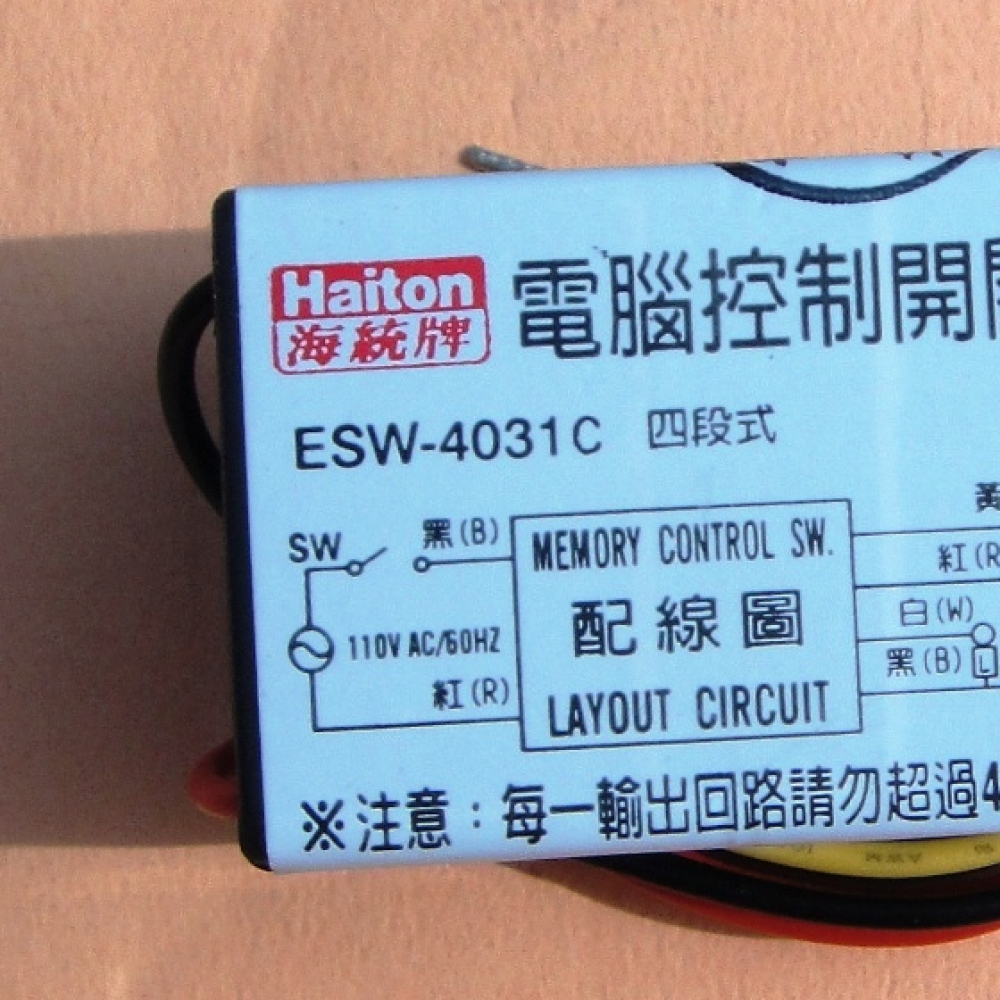 Haiton
海統牌
電腦控制開
ESW-4031C 四段式
SW
黑(B)
110V AC/60HZ
紅(R)
MEMORY CONTROL SW.
配線圖
LAYOUT CIRCUIT
黃
紅(R
白(W)
黑(B)
L
※注意：每一輸出回路請勿超過4